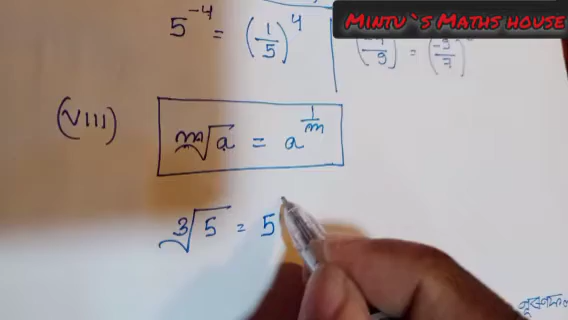 MINTU`S MATHS HOUSE
5⁻⁴ = (1/5)⁴
(VIII) ᵐ√a = a^(1/m)
³√5 = 5